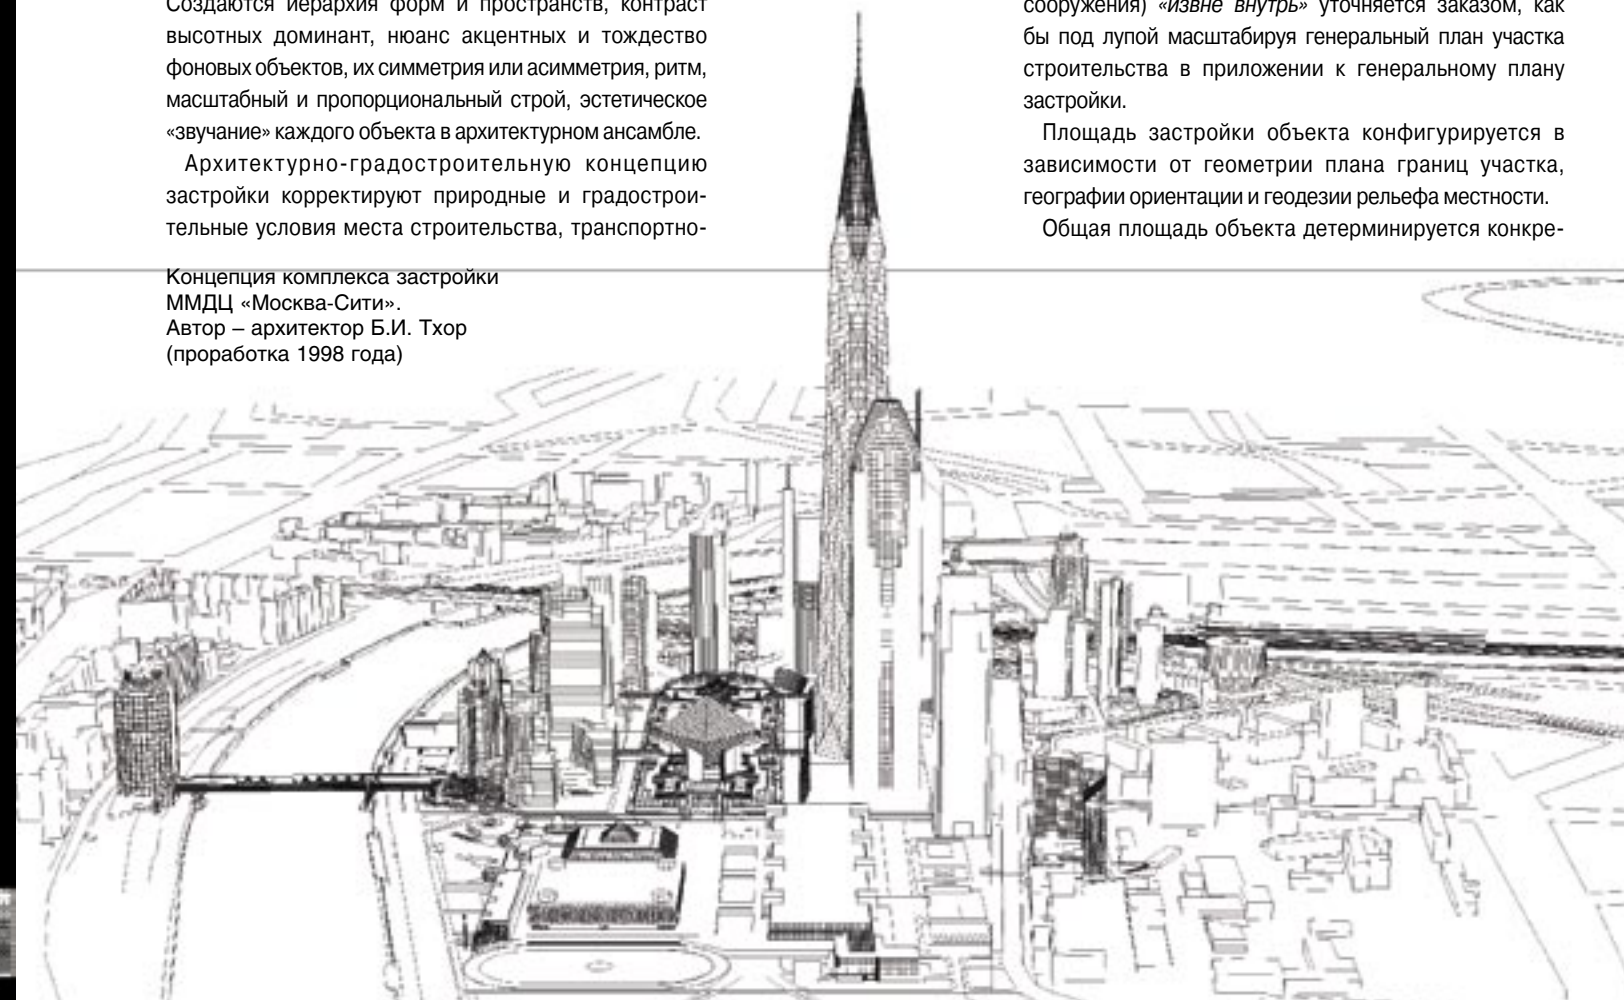 Создаются иерархия форм и пространств, контраст
высотных доминант, нюанс акцентных и тождество
фоновых объектов, их симметрия или асимметрия, ритм,
масштабный и пропорциональный строй, эстетическое
«звучание» каждого объекта в архитектурном ансамбле.
Архитектурно-градостроительную концепцию
застройки корректируют природные и градострои-
тельные условия места строительства, транспортно-
Концепция комплекса застройки
ММДЦ «Москва-Сити».
Автор – архитектор Б.И. Тхор
(проработка 1998 года)
сооружения) «извне внутрь» уточняется заказом, как
бы под лупой масштабируя генеральный план участка
строительства в приложении к генеральному плану
застройки.
Площадь застройки объекта конфигурируется в
зависимости от геометрии плана границ участка,
географии ориентации и геодезии рельефа местности.
Общая площадь объекта детерминируется конкре-